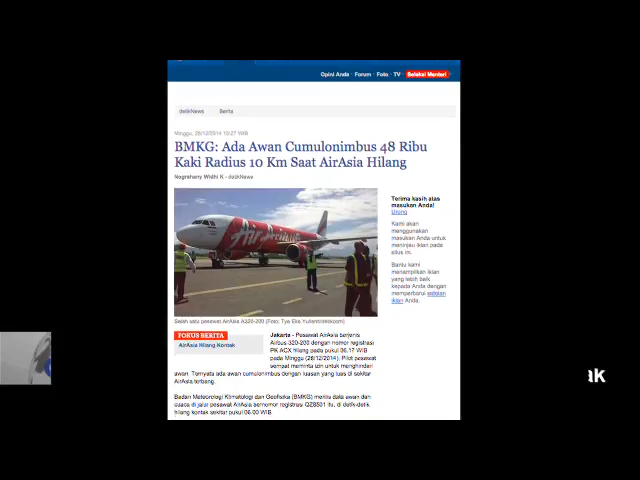 Opini Anda · Forum · Foto · TV · Seleksi Menteri
detikNews Berita
Minggu, 28/12/2014 13:27 WIB
BMKG: Ada Awan Cumulonimbus 48 Ribu
Kaki Radius 10 Km Saat AirAsia Hilang
Nograhany Widhi K - detikNews
AirAsia
Terima kasih atas
masukan Anda!
Urung
Kami akan
menggunakan
masukan Anda untuk
meninjau iklan pada
situs ini.
Bantu kami
menampilkan iklan
yang lebih baik
kepada Anda dengan
memperbarui setelan
iklan Anda.
Salah satu pesawat AirAsia A320-200 (Foto: Tya Eka Yulianti/detikcom)
FOKUS BERITA
AirAsia Hilang Kontak
Jakarta - Pesawat AirAsia berjenis
Airbus 320-200 dengan nomor registrasi
PK ACX hilang pada pukul 06.17 WIB
pada Minggu (28/12/2014). Pilot pesawat
sempat meminta izin untuk menghindari
awan. Ternyata ada awan cumulonimbus dengan luasan yang luas di sekitar
AirAsia terbang.
Badan Meteorologi Klimatologi dan Geofisika (BMKG) merilis data awan dan
cuaca di jalur pesawat AirAsia bernomor registrasi QZ8501 itu, di detik-detik
hilang kontak sekitar pukul 06.00 WIB